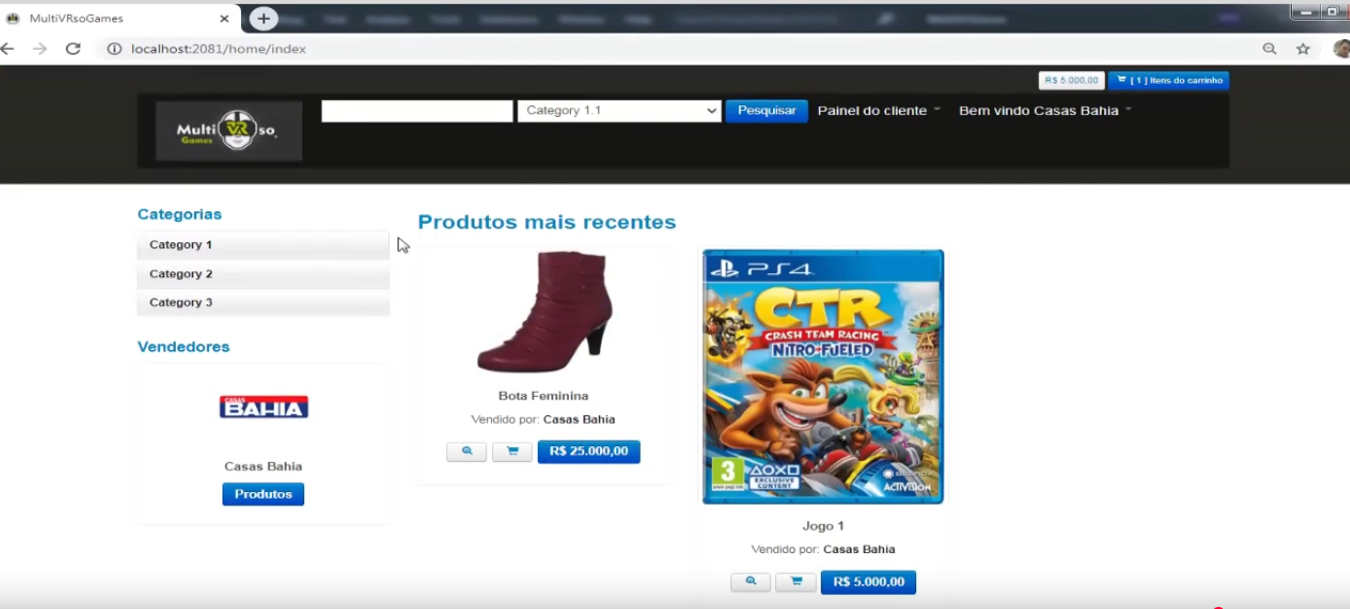 MultiVRsoGames
localhost:2081/home/index
R$ 5.000,00 [ 1 ] Itens do carrinho
Multi VR so
Games
Category 1.1 Pesquisar Painel do cliente Bem vindo Casas Bahia
Categorias
Category 1
Category 2
Category 3
Vendedores
CASAS
BAHIA
Casas Bahia
Produtos
Produtos mais recentes
Bota Feminina
Vendido por: Casas Bahia
R$ 25.000,00
PS4
CTR
CRASH TEAM RACING
NITRO-FUELED
3
EXCLUSIVE
CONTENT
ACTIVISION
Jogo 1
Vendido por: Casas Bahia
R$ 5.000,00